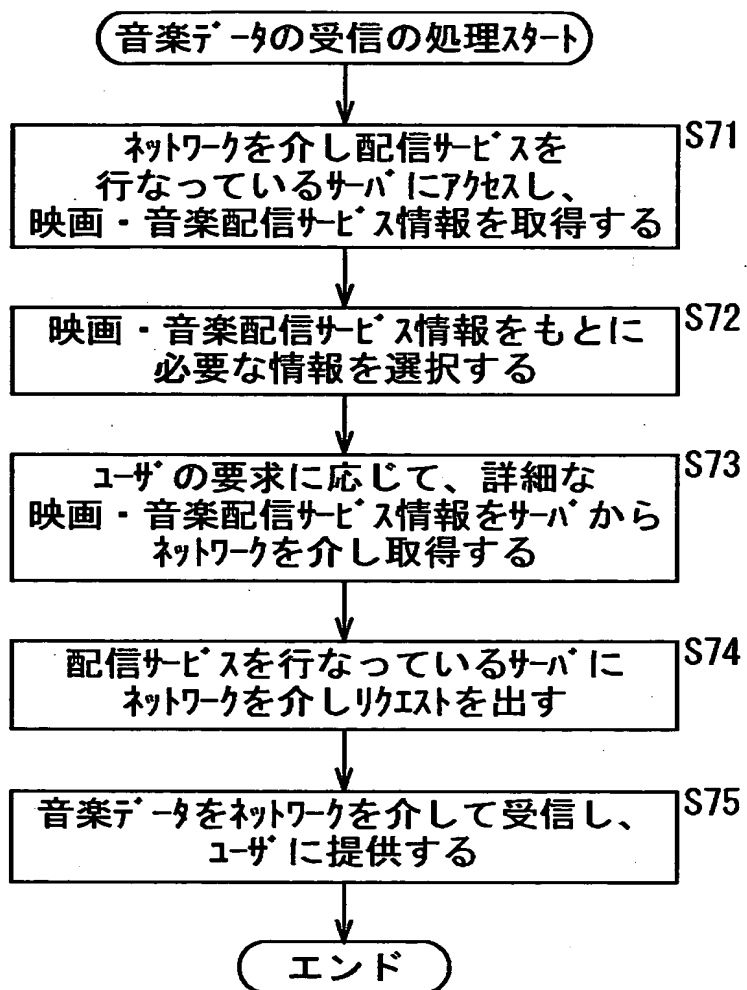 音楽ﾃﾞｰﾀの受信の処理ｽﾀｰﾄ
S71
ﾈｯﾄﾜｰｸを介し配信ｻｰﾋﾞｽを
行なっているｻｰﾊﾞにｱｸｾｽし、
映画・音楽配信ｻｰﾋﾞｽ情報を取得する
S72
映画・音楽配信ｻｰﾋﾞｽ情報をもとに
必要な情報を選択する
S73
ﾕｰｻﾞの要求に応じて、詳細な
映画・音楽配信ｻｰﾋﾞｽ情報をｻｰﾊﾞから
ﾈｯﾄﾜｰｸを介し取得する
S74
配信ｻｰﾋﾞｽを行なっているｻｰﾊﾞに
ﾈｯﾄﾜｰｸを介しﾘｸｴｽﾄを出す
S75
音楽ﾃﾞｰﾀをﾈｯﾄﾜｰｸを介して受信し、
ﾕｰｻﾞに提供する
エンド